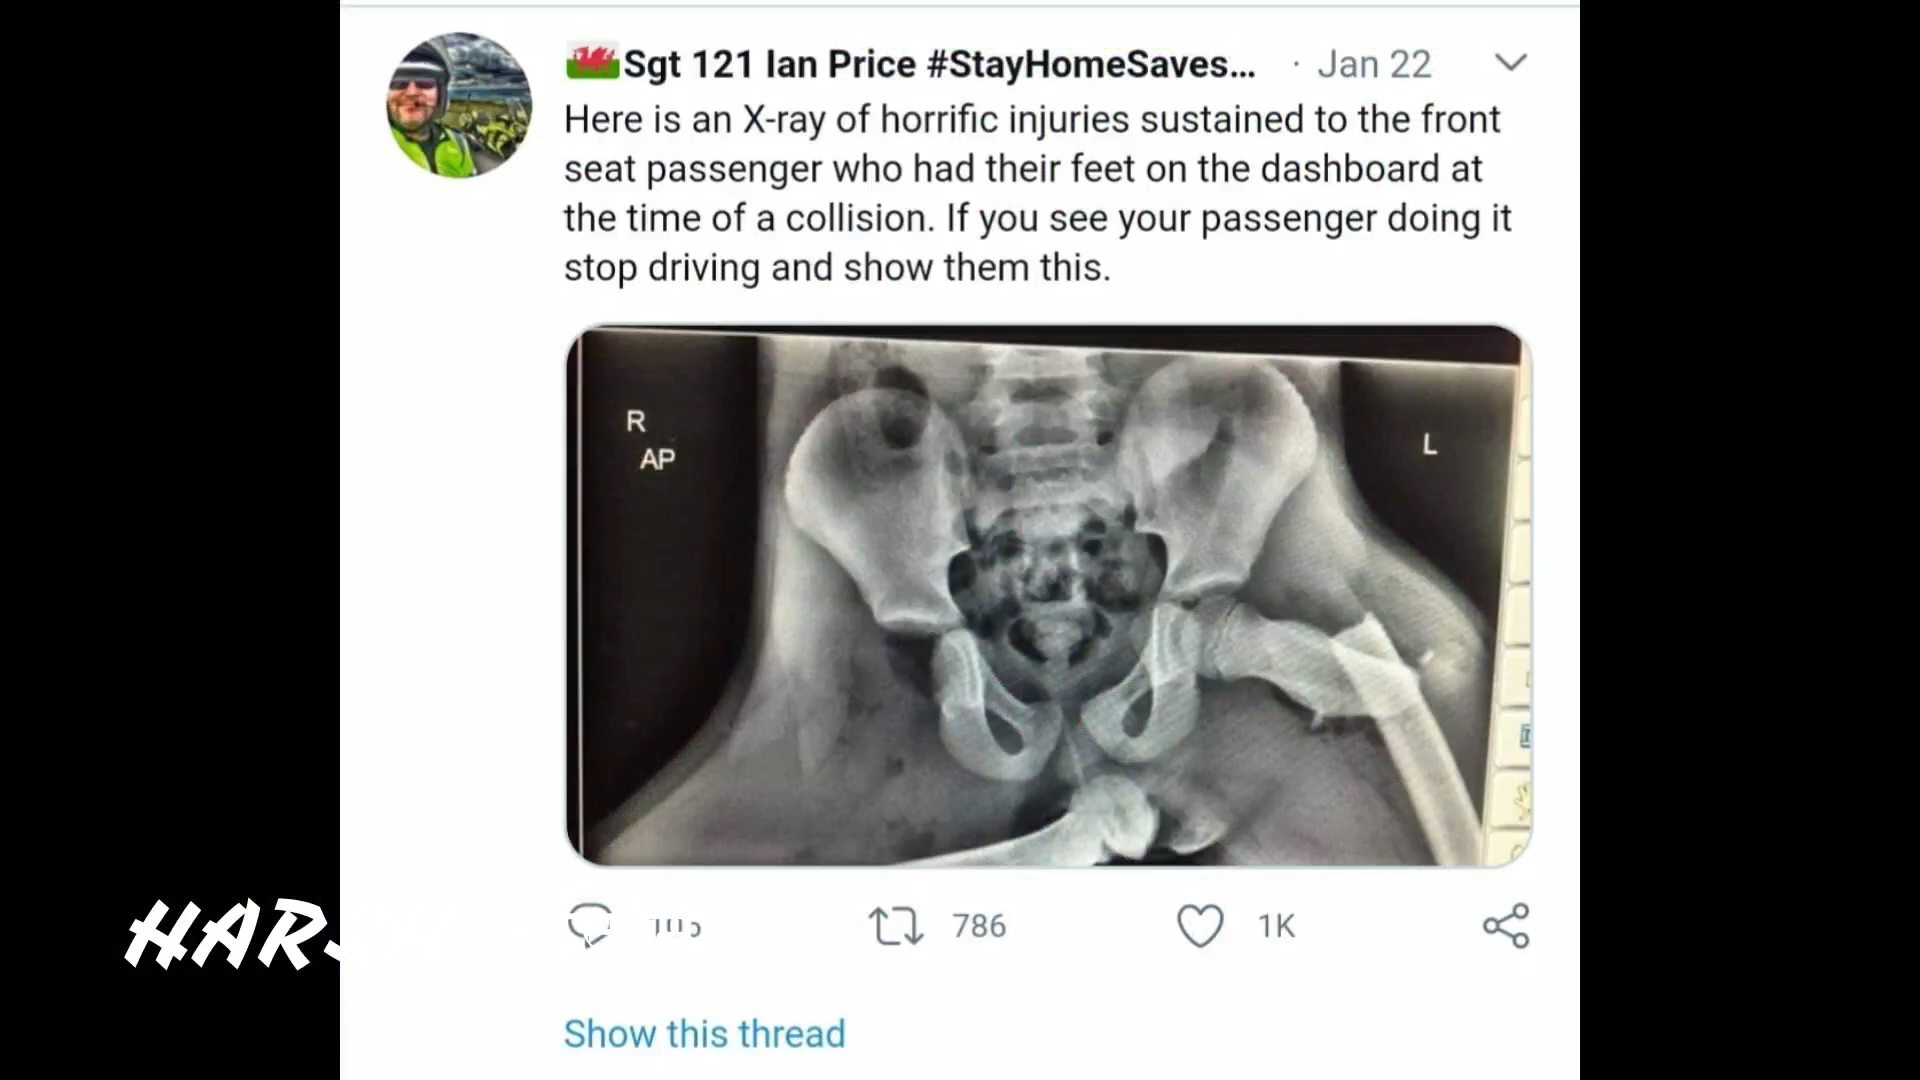 Sgt 121 Ian Price #StayHomeSaves... · Jan 22
Here is an X-ray of horrific injuries sustained to the front
seat passenger who had their feet on the dashboard at
the time of a collision. If you see your passenger doing it
stop driving and show them this.
R
AP
L
786
1K
Show this thread